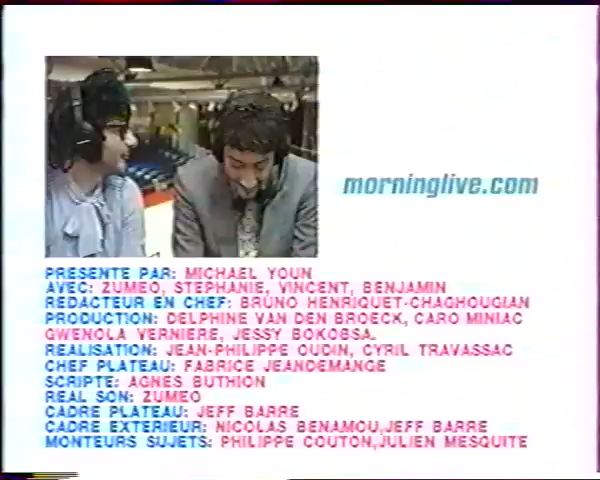 morninglive.com
PRESENTE PAR: MICHAEL YOUN
AVEC: ZUMEO, STEPHANIE, VINCENT, BENJAMIN
REDACTEUR EN CHEF: BRUNO HENRIQUET-CHAGHOUGIAN
PRODUCTION: DELPHINE VAN DEN BROECK, CARO MINIAC
GWENOLA VERNIERE, JESSY BOKOBSA.
REALISATION: JEAN-PHILIPPE OUDIN, CYRIL TRAVASSAC
CHEF PLATEAU: FABRICE JEANDEMANGE
SCRIPTE: AGNES BUTHION
REAL SON: ZUMEO
CADRE PLATEAU: JEFF BARRE
CADRE EXTERIEUR: NICOLAS BENAMOU,JEFF BARRE
MONTEURS SUJETS: PHILIPPE COUTON,JULIEN MESQUITE